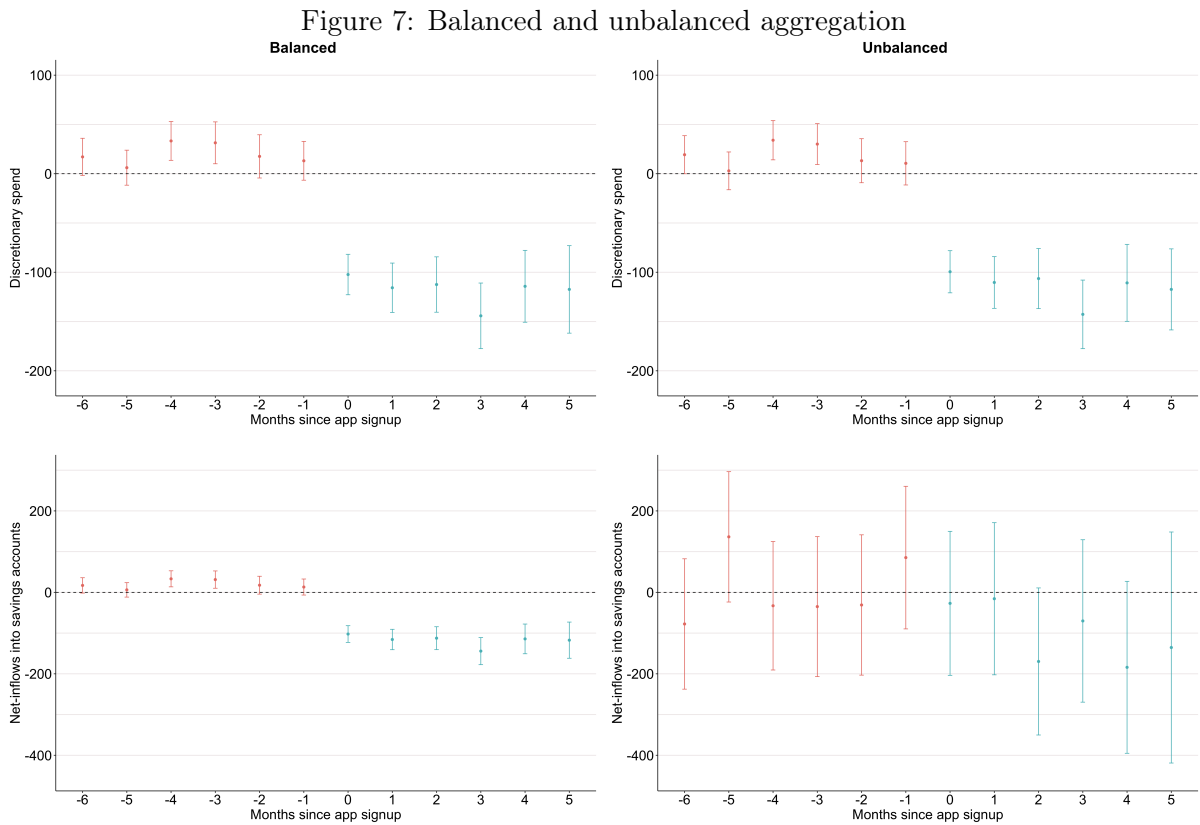 Figure 7: Balanced and unbalanced aggregation
Balanced
Discretionary spend
100
0
-100
-200
-6 -5 -4 -3 -2 -1 0 1 2 3 4 5
Months since app signup
Unbalanced
Discretionary spend
100
0
-100
-200
-6 -5 -4 -3 -2 -1 0 1 2 3 4 5
Months since app signup
Net-inflows into savings accounts
200
0
-200
-400
-6 -5 -4 -3 -2 -1 0 1 2 3 4 5
Months since app signup
Net-inflows into savings accounts
200
0
-200
-400
-6 -5 -4 -3 -2 -1 0 1 2 3 4 5
Months since app signup